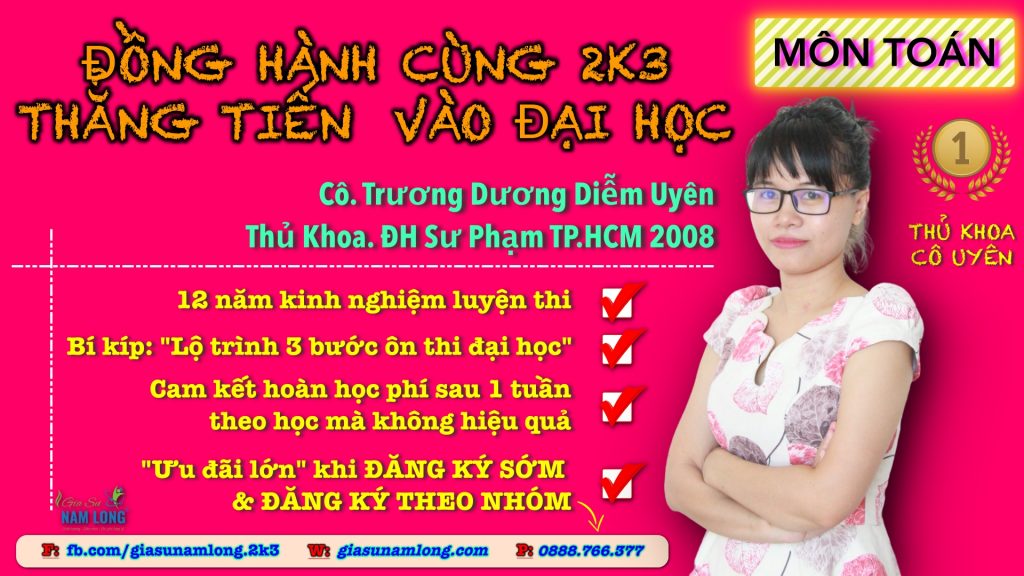 ĐỒNG HÀNH CÙNG 2K3
THĂNG TIẾN VÀO ĐẠI HỌC
MÔN TOÁN
1
THỦ KHOA
CÔ UYÊN
Cô. Trương Dương Diễm Uyên
Thủ Khoa. ĐH Sư Phạm TP.HCM 2008
12 năm kinh nghiệm luyện thi
Bí kíp: "Lộ trình 3 bước ôn thi đại học"
Cam kết hoàn học phí sau 1 tuần
theo học mà không hiệu quả
"Ưu đãi lớn" khi ĐĂNG KÝ SỚM
& ĐĂNG KÝ THEO NHÓM
Gia Sư
NAM LONG
F: fb.com/giasunamlong.2k3 W: giasunamlong.com P: 0888.766.377